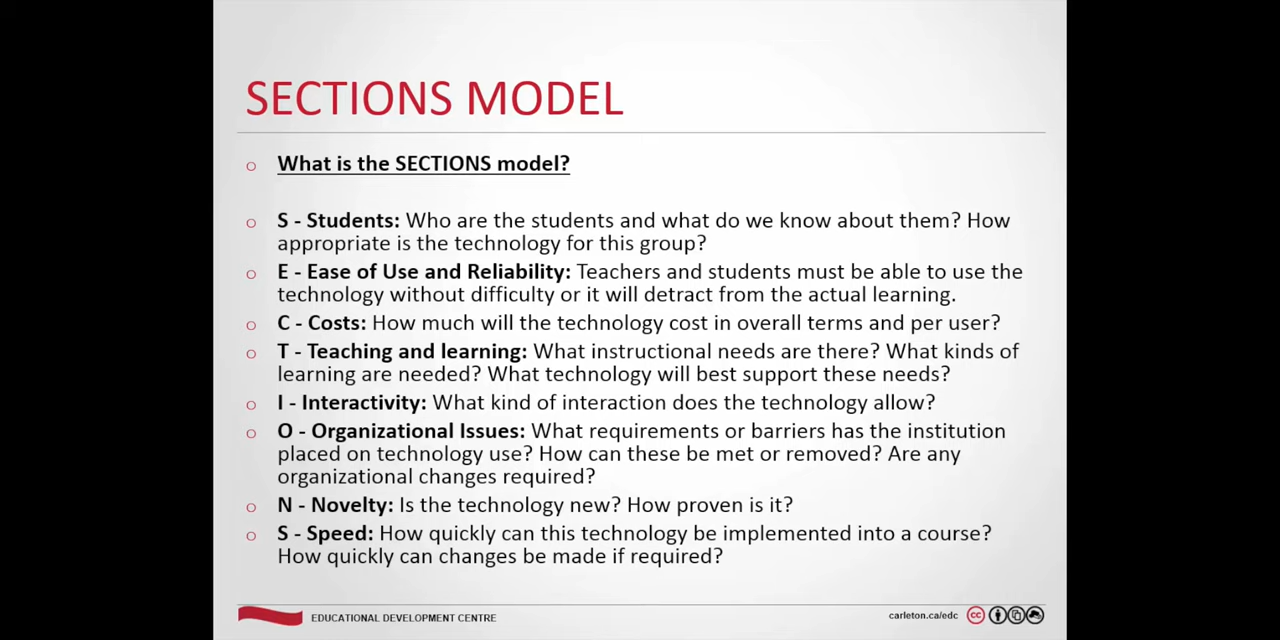 SECTIONS MODEL
What is the SECTIONS model?
S - Students: Who are the students and what do we know about them? How
appropriate is the technology for this group?
E - Ease of Use and Reliability: Teachers and students must be able to use the
technology without difficulty or it will detract from the actual learning.
C - Costs: How much will the technology cost in overall terms and per user?
T - Teaching and learning: What instructional needs are there? What kinds of
learning are needed? What technology will best support these needs?
I - Interactivity: What kind of interaction does the technology allow?
O - Organizational Issues: What requirements or barriers has the institution
placed on technology use? How can these be met or removed? Are any
organizational changes required?
N - Novelty: Is the technology new? How proven is it?
S - Speed: How quickly can this technology be implemented into a course?
How quickly can changes be made if required?
EDUCATIONAL DEVELOPMENT CENTRE
carleton.ca/edc cc